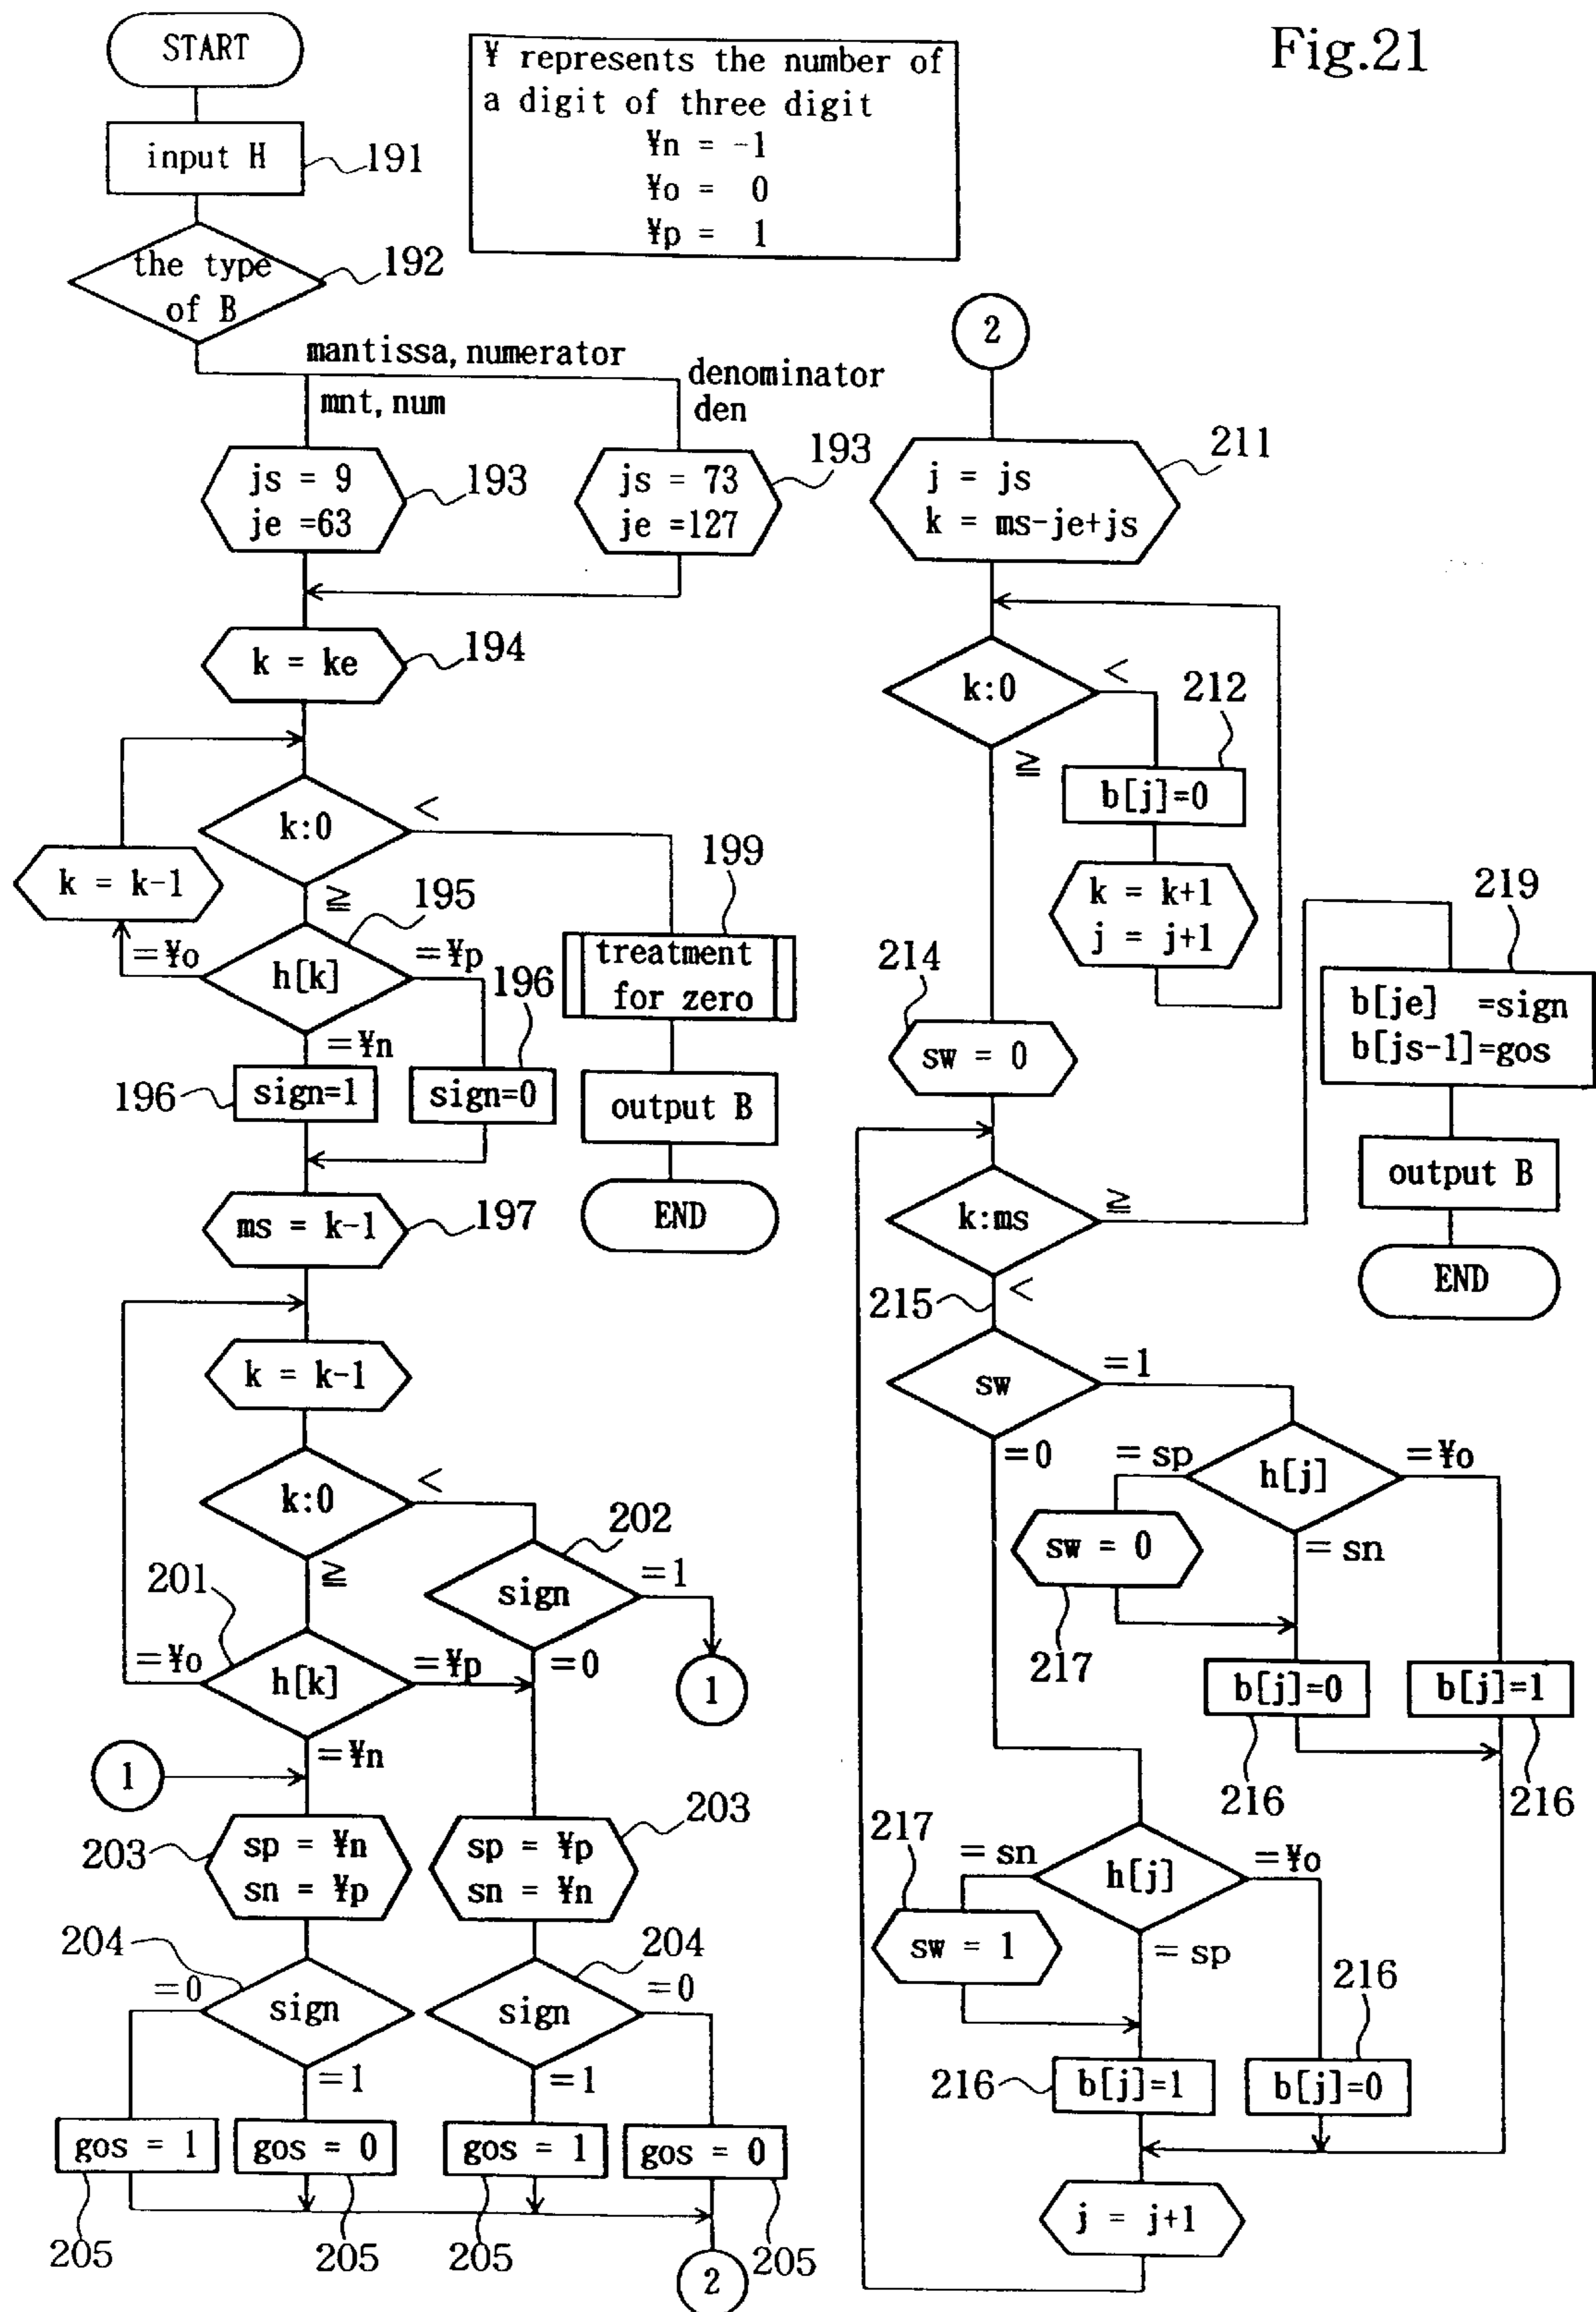 Fig.21
START
¥ represents the number of
a digit of three digit
¥n = -1
¥o = 0
¥p = 1
input H
191
the type
of B
192
mantissa,numerator
mnt,num
denominator
den
js = 9
je =63
193
js = 73
je =127
193
k = ke
194
k:0
<
≧
k = k-1
195
=¥o
h[k]
=¥p
=¥n
196
sign=1
196
sign=0
199
treatment
for zero
output B
END
ms = k-1
197
k = k-1
k:0
<
≧
202
sign
=1
=0
1
201
=¥o
h[k]
=¥p
=¥n
1
203
sp = ¥n
sn = ¥p
203
sp = ¥p
sn = ¥n
204
=0
sign
=1
204
sign
=0
=1
gos = 1
gos = 0
gos = 1
gos = 0
205
205
205
205
2
2
211
j = js
k = ms-je+js
k:0
<
≧
212
b[j]=0
k = k+1
j = j+1
214
sw = 0
219
b[je] =sign
b[js-1]=gos
output B
END
k:ms
≧
<
215
sw
=1
=0
= sp
h[j]
=¥o
= sn
sw = 0
217
b[j]=0
b[j]=1
216
216
217
= sn
h[j]
=¥o
= sp
sw = 1
216
216
b[j]=1
b[j]=0
j = j+1